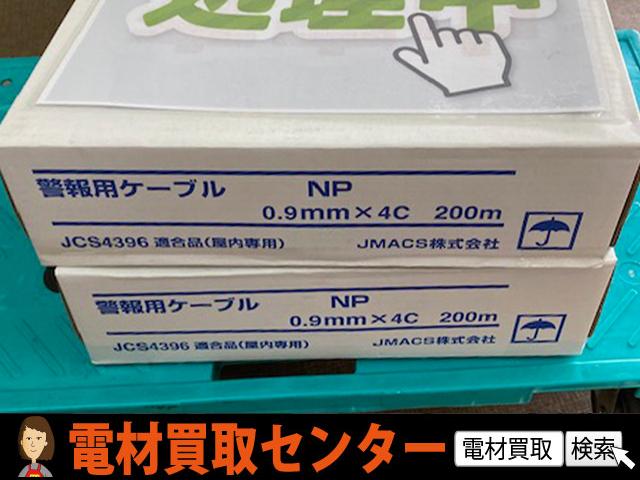 処理中
警報用ケーブル NP
0.9mm×4C 200m
JCS4396 適合品(屋内専用) JMACS株式会社
警報用ケーブル NP
0.9mm×4C 200m
JCS4396 適合品(屋内専用) JMACS株式会社
電材買取センター 電材買取 検索